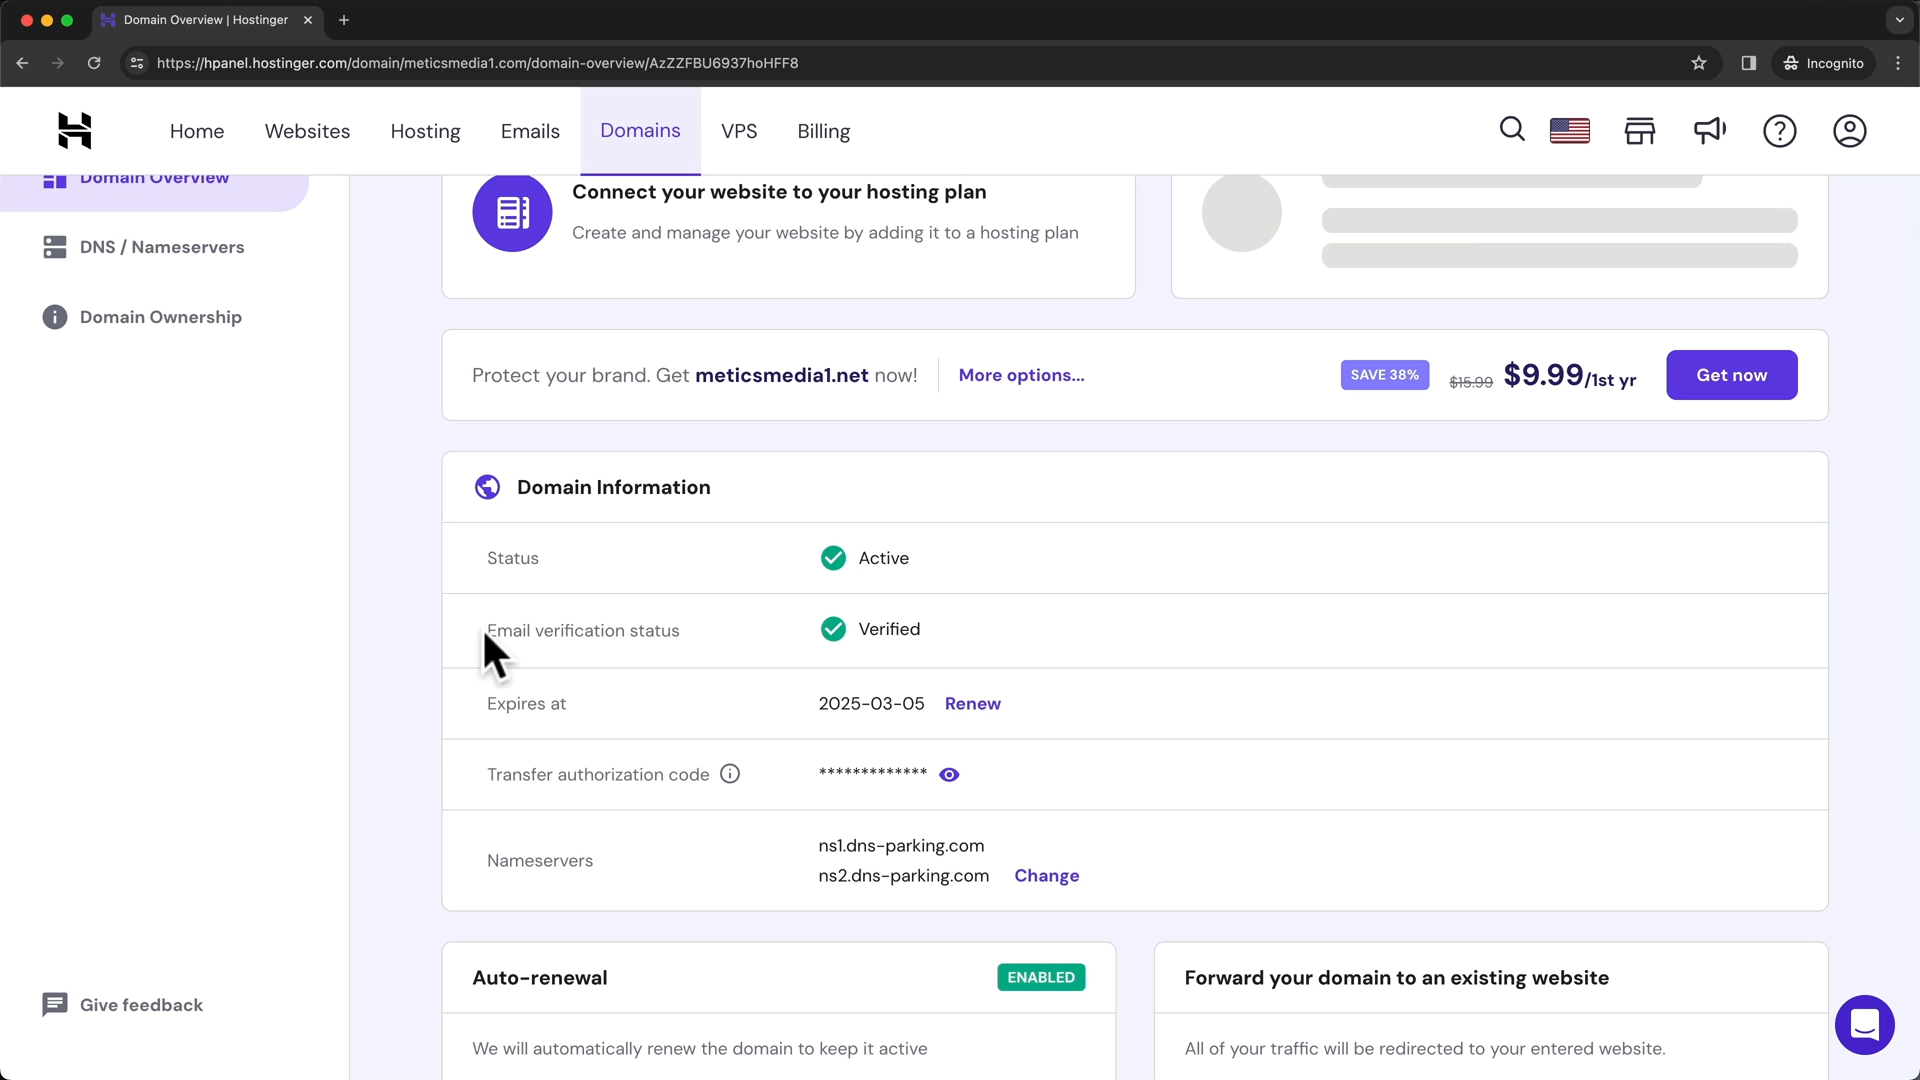 Domain Overview | Hostinger
https://hpanel.hostinger.com/domain/meticsmedia1.com/domain-overview/AzZZFBU6937hoHFF8
Incognito
Home Websites Hosting Emails Domains VPS Billing
Domain Overview
DNS / Nameservers
Domain Ownership
Give feedback
Connect your website to your hosting plan
Create and manage your website by adding it to a hosting plan
Protect your brand. Get meticsmedia1.net now! More options... SAVE 38% $15.99 $9.99/1st yr Get now
Domain Information
Status Active
Email verification status Verified
Expires at 2025-03-05 Renew
Transfer authorization code *************
Nameservers
ns1.dns-parking.com
ns2.dns-parking.com Change
Auto-renewal ENABLED
We will automatically renew the domain to keep it active
Forward your domain to an existing website
All of your traffic will be redirected to your entered website.